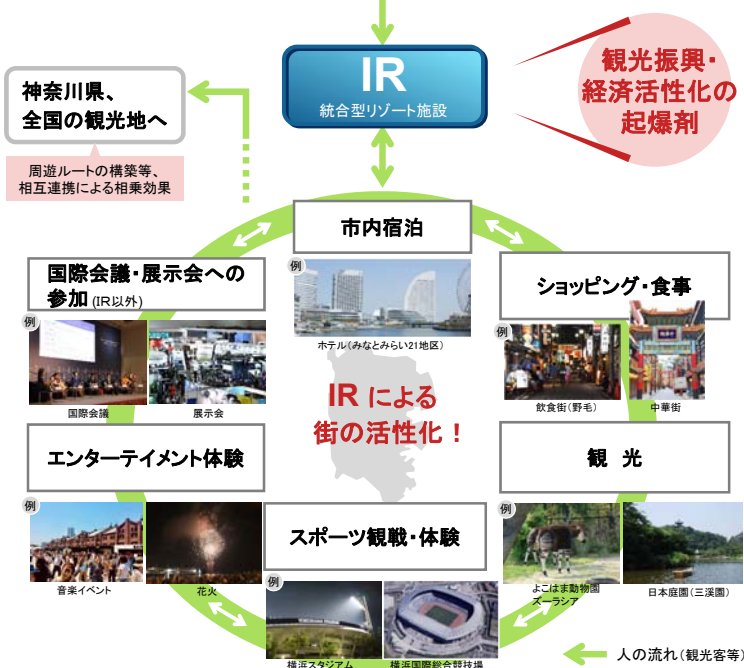 IR
統合型リゾート施設
観光振興・
経済活性化の
起爆剤
神奈川県、
全国の観光地へ
周遊ルートの構築等、
相互連携による相乗効果
市内宿泊
例
ホテル(みなとみらい21地区)
国際会議・展示会への
参加 (IR以外)
例
国際会議
展示会
ショッピング・食事
例
飲食街(野毛)
中華街
IR による
街の活性化！
エンターテイメント体験
例
音楽イベント
花火
観 光
例
よこはま動物園
ズーラシア
日本庭園(三溪園)
スポーツ観戦・体験
例
横浜スタジアム
横浜国際総合競技場
人の流れ(観光客等)